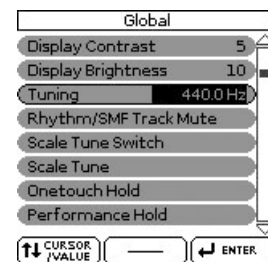 Global
Display Contrast 5
Display Brightness 10
Tuning 440.0 Hz
Rhythm/SMF Track Mute
Scale Tune Switch
Scale Tune
Onetouch Hold
Performance Hold
CURSOR
/VALUE
ENTER